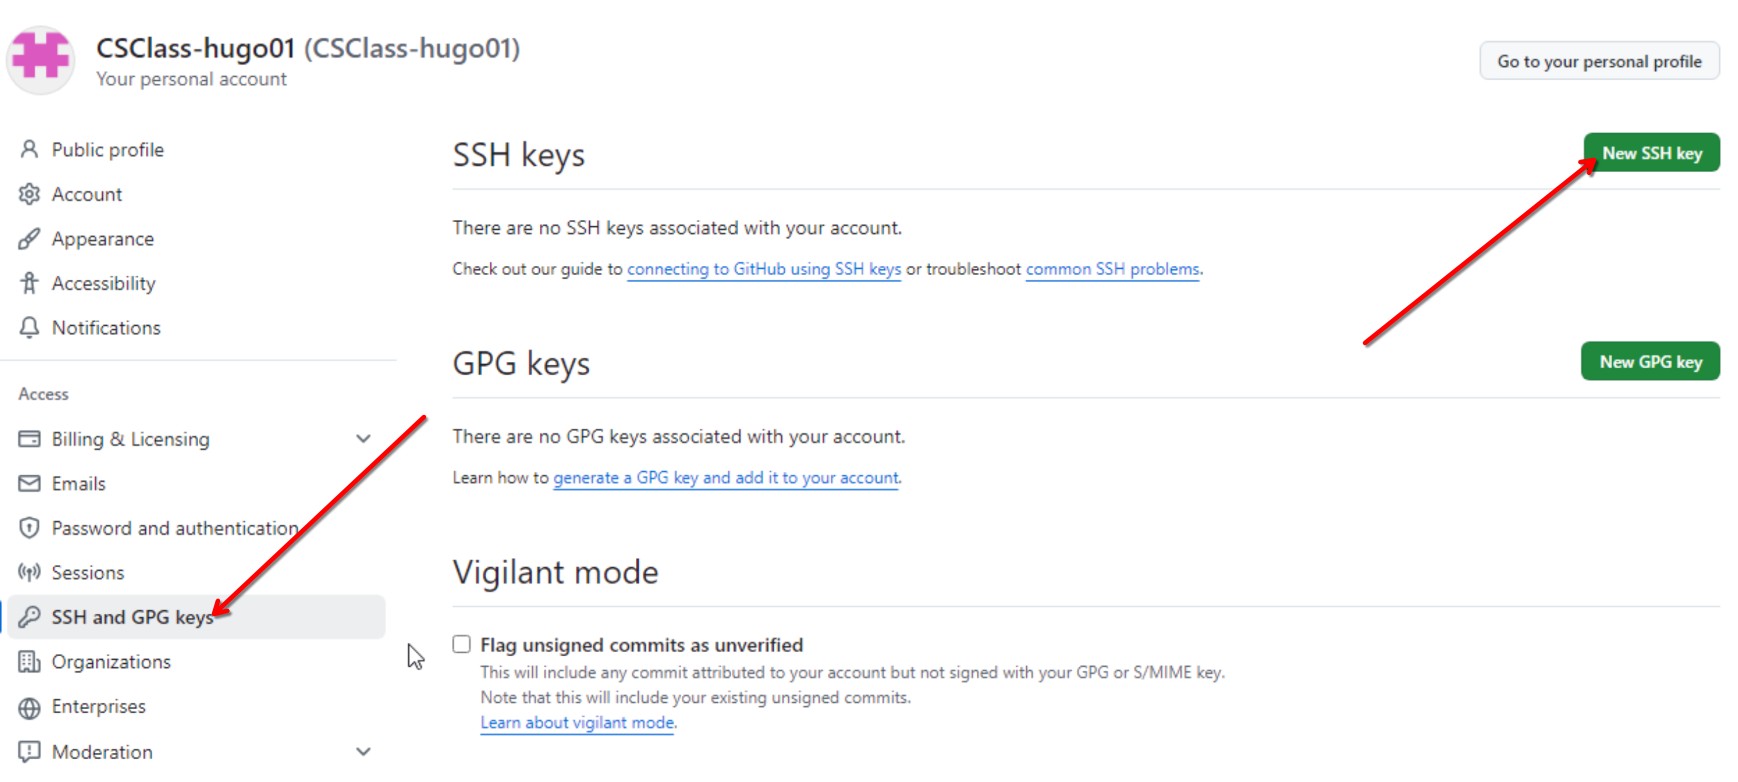 CSClass-hugo01 (CSClass-hugo01)
Your personal account
Go to your personal profile
Public profile
Account
Appearance
Accessibility
Notifications
Access
Billing & Licensing
Emails
Password and authentication
Sessions
SSH and GPG keys
Organizations
Enterprises
Moderation
SSH keys
New SSH key
There are no SSH keys associated with your account.
Check out our guide to connecting to GitHub using SSH keys or troubleshoot common SSH problems.
GPG keys
New GPG key
There are no GPG keys associated with your account.
Learn how to generate a GPG key and add it to your account.
Vigilant mode
Flag unsigned commits as unverified
This will include any commit attributed to your account but not signed with your GPG or S/MIME key.
Note that this will include your existing unsigned commits.
Learn about vigilant mode.